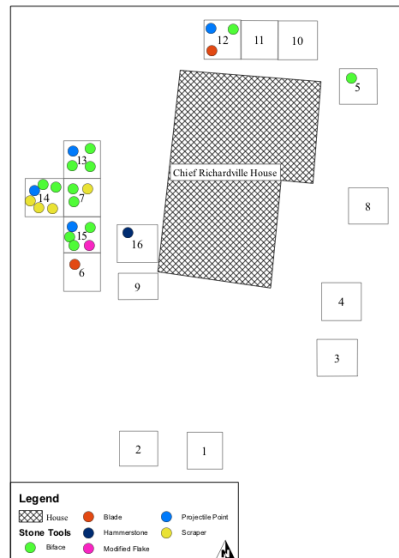 12
11
10
5
Chief Richardville House
13
14
7
8
15
16
6
9
4
3
2
1
Legend
House
Stone Tools
Biface
Blade
Hammerstone
Modified Flake
Projectile Point
Scraper